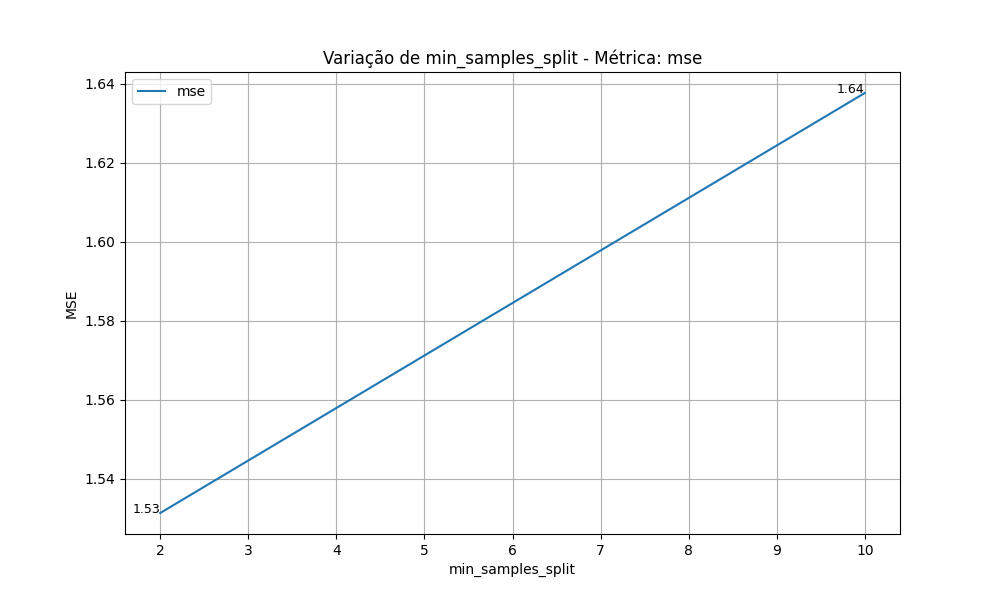 Variação de min_samples_split - Métrica: mse
mse
MSE
1.64
1.62
1.60
1.58
1.56
1.54
1.64
1.53
2 3 4 5 6 7 8 9 10
min_samples_split